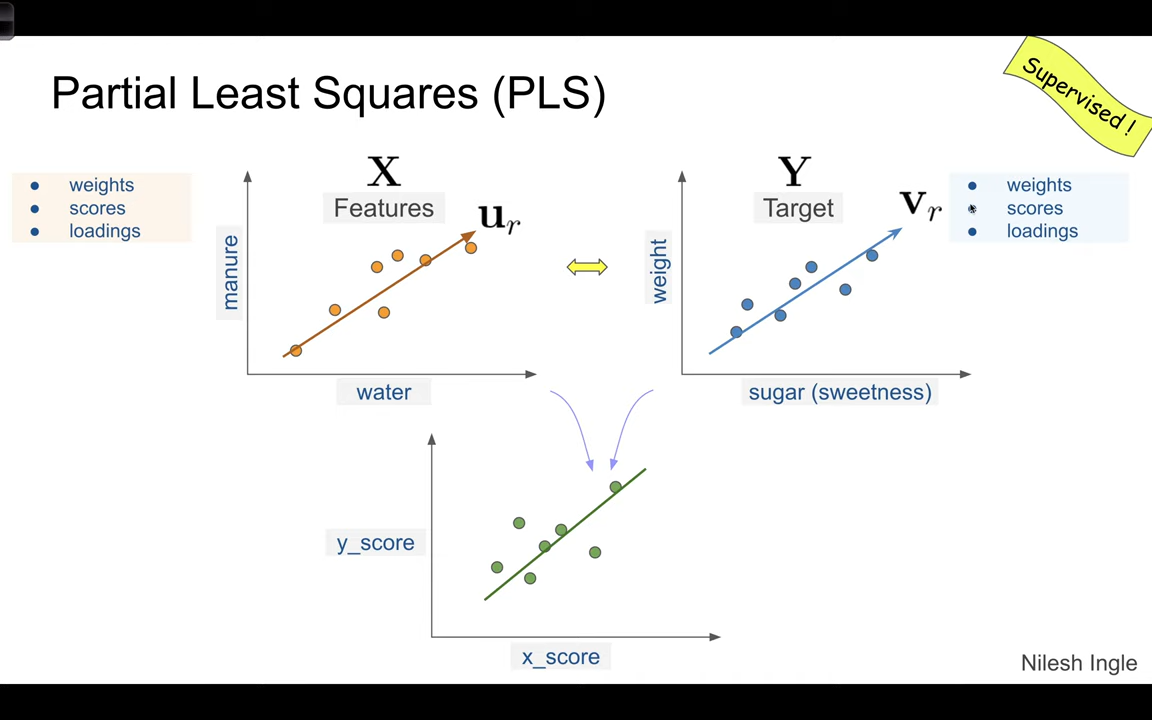 Partial Least Squares (PLS)
Supervised !
weights
scores
loadings
X
Features
u_r
manure
water
Y
Target
v_r
weight
sugar (sweetness)
weights
scores
loadings
y_score
x_score
Nilesh Ingle